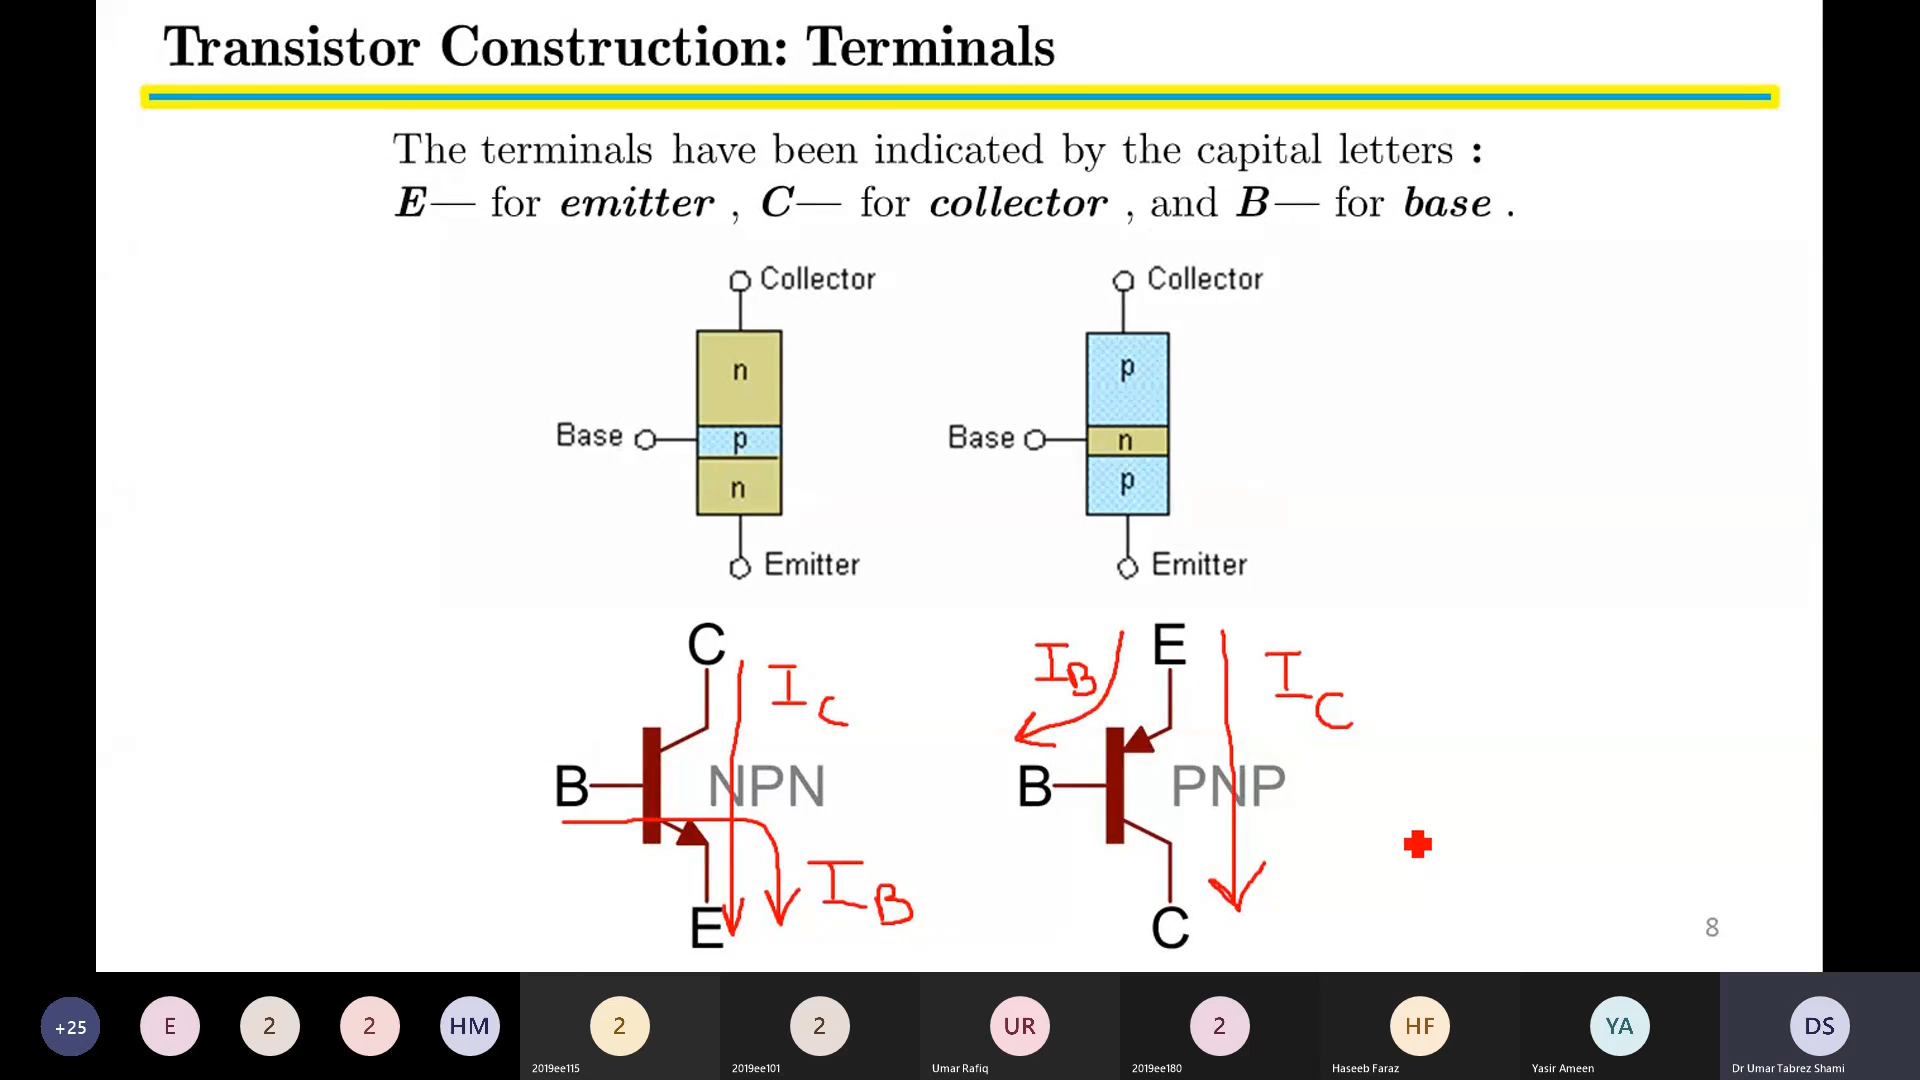 Transistor Construction: Terminals
The terminals have been indicated by the capital letters :
E— for emitter , C— for collector , and B— for base .
Collector
n
Base
p
n
Emitter
Collector
p
Base
n
p
Emitter
C
I_C
B
NPN
E
I_B
E
I_B
I_C
B
PNP
C
8
+25
E
2
2
HM
2
2019ee115
2
2019ee101
UR
Umar Rafiq
2
2019ee180
HF
Haseeb Faraz
YA
Yasir Ameen
DS
Dr Umar Tabrez Shami